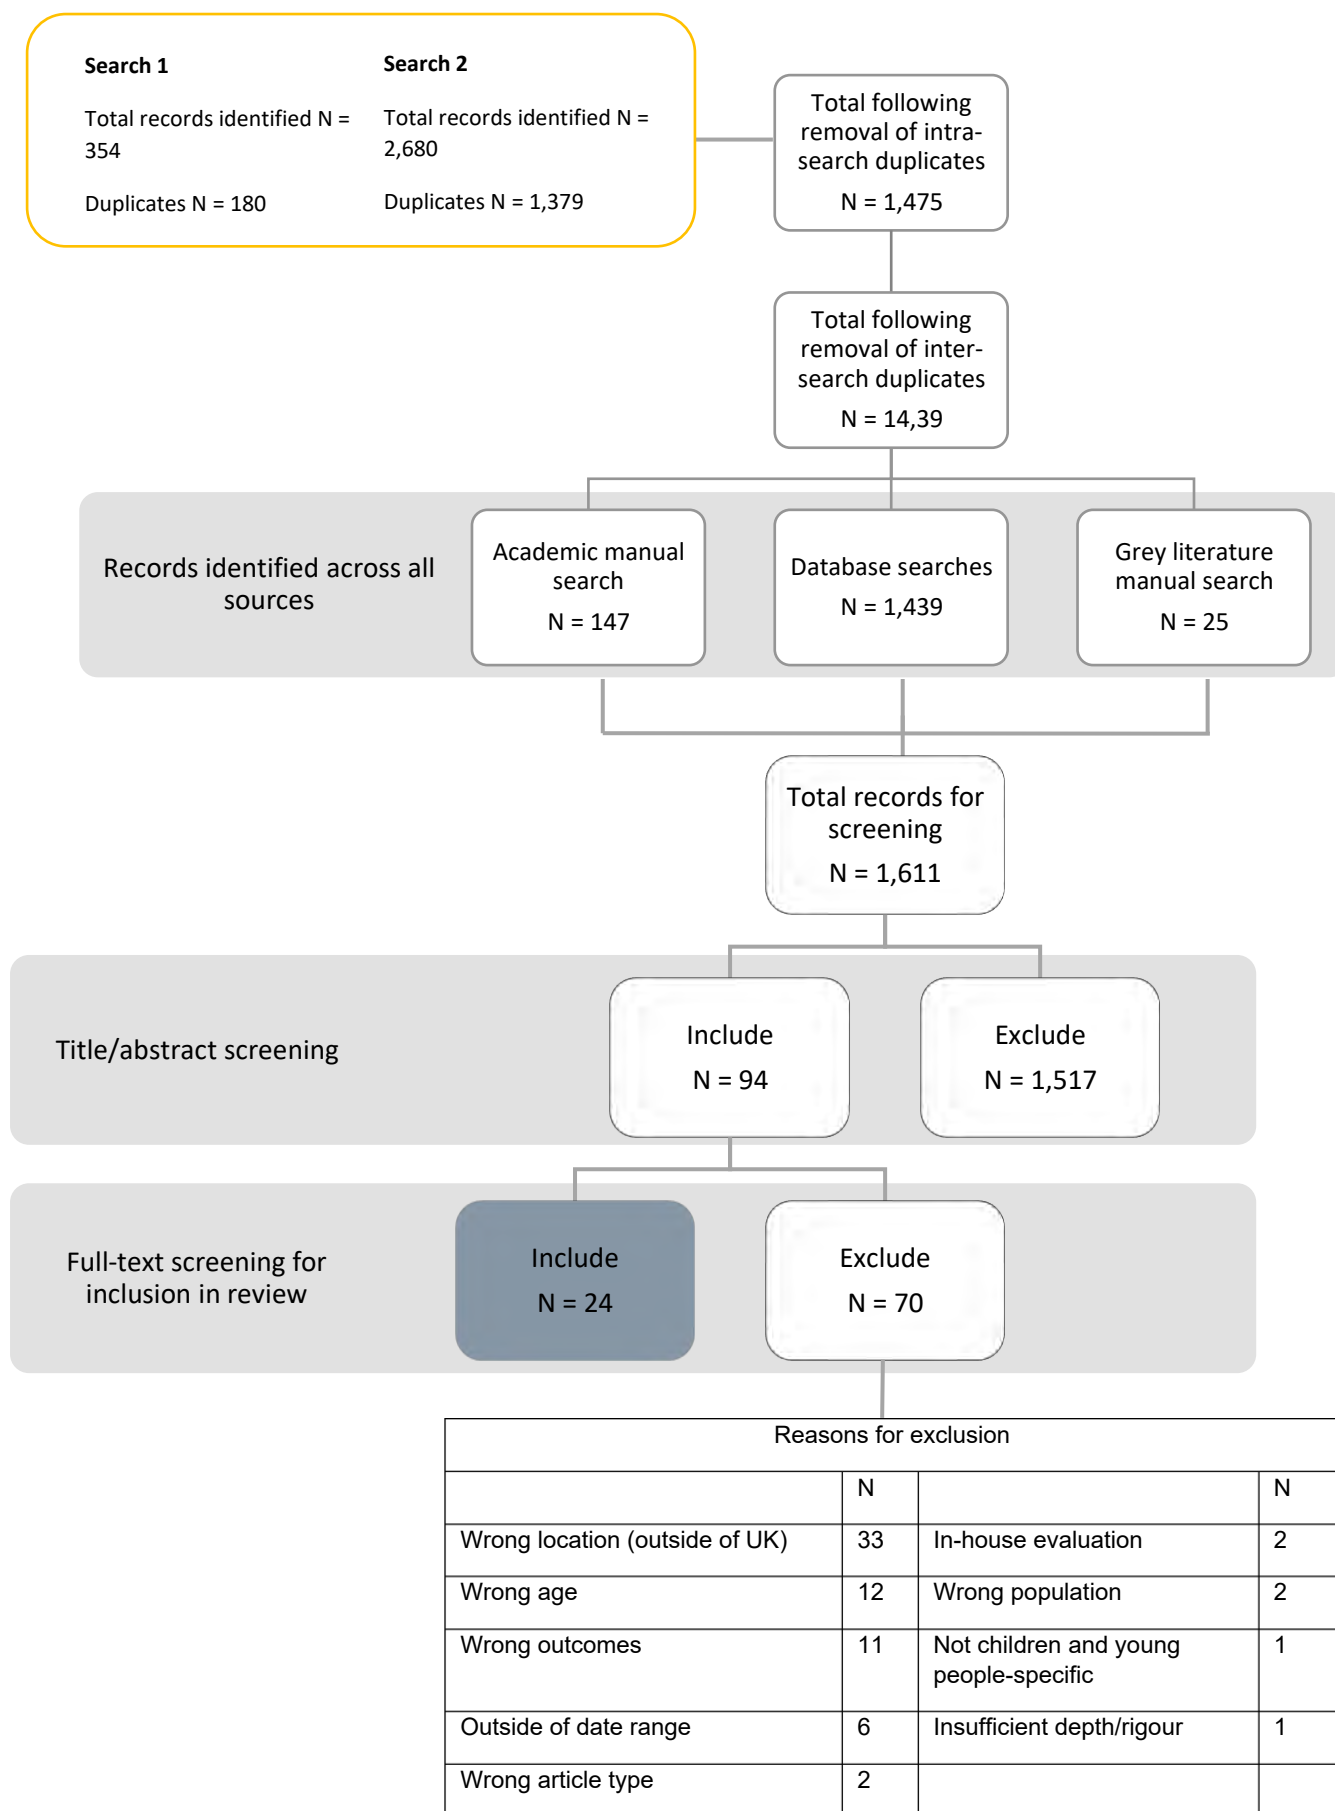 Search 1
Total records identified N =
354
Duplicates N = 180
Search 2
Total records identified N =
2,680
Duplicates N = 1,379
Total following
removal of intra-
search duplicates
N = 1,475
Total following
removal of inter-
search duplicates
N = 14,39
Records identified across all
sources
Academic manual
search
N = 147
Database searches
N = 1,439
Grey literature
manual search
N = 25
Total records for
screening
N = 1,611
Title/abstract screening
Include
N = 94
Exclude
N = 1,517
Full-text screening for
inclusion in review
Include
N = 24
Exclude
N = 70
Reasons for exclusion
N N
Wrong location (outside of UK) 33 In-house evaluation 2
Wrong age 12 Wrong population 2
Wrong outcomes 11 Not children and young 1
people-specific
Outside of date range 6 Insufficient depth/rigour 1
Wrong article type 2